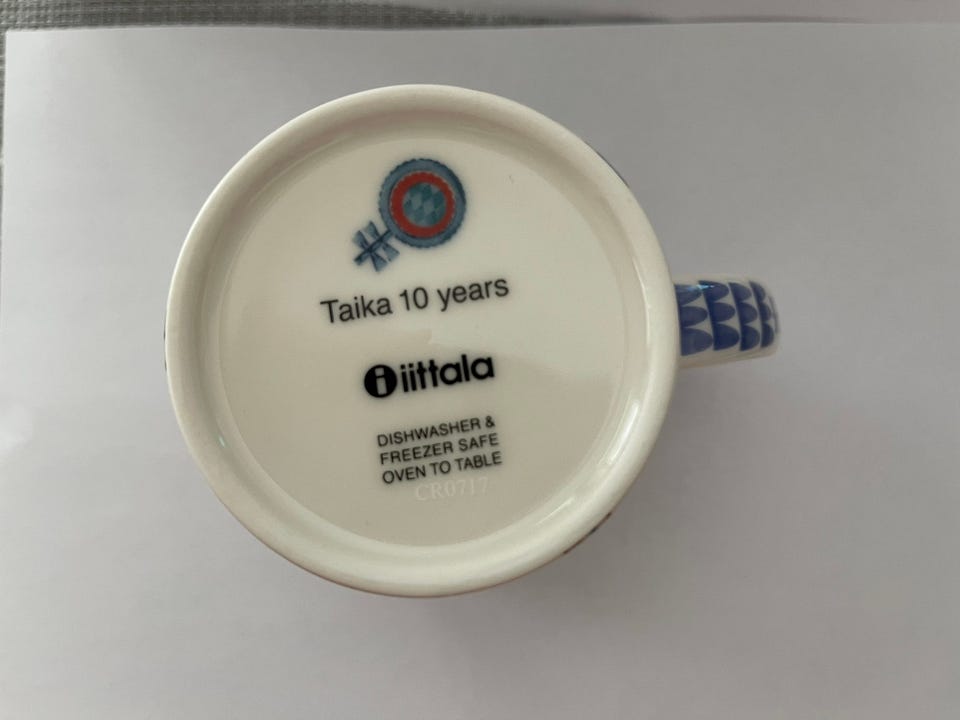 Taika 10 years
iittala
DISHWASHER &
FREEZER SAFE
OVEN TO TABLE
CR0717